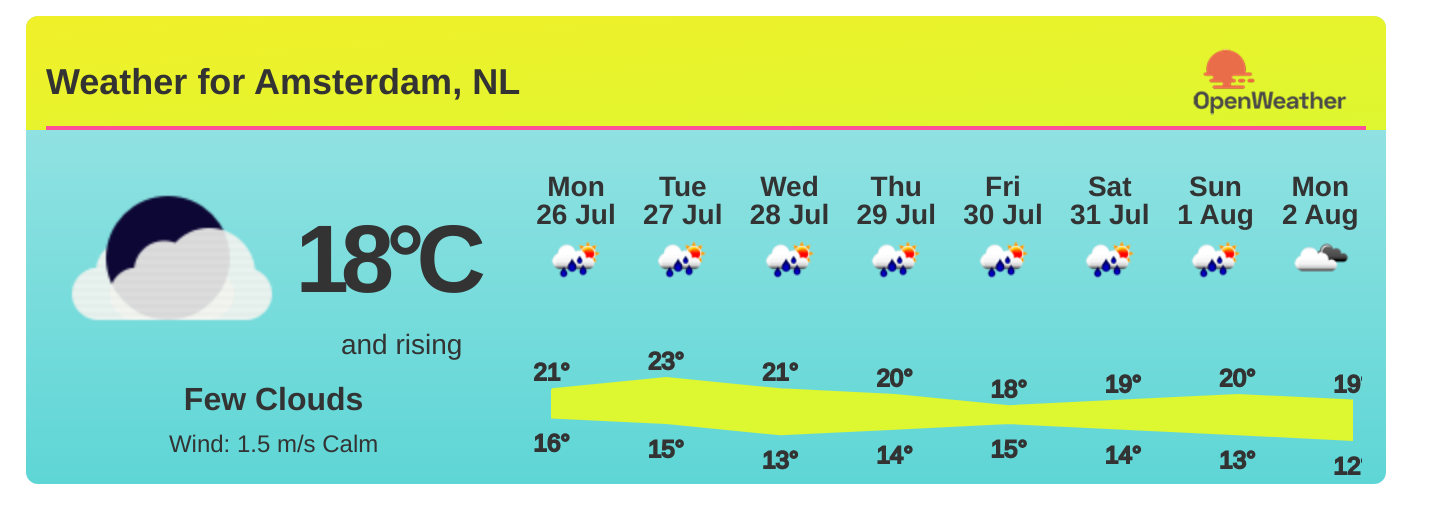 Weather for Amsterdam, NL
OpenWeather
Mon Tue Wed Thu Fri Sat Sun Mon
26 Jul 27 Jul 28 Jul 29 Jul 30 Jul 31 Jul 1 Aug 2 Aug
18°C
and rising
Few Clouds
Wind: 1.5 m/s Calm
21° 23° 21° 20° 18° 19° 20° 19°
16° 15° 13° 14° 15° 14° 13° 12°